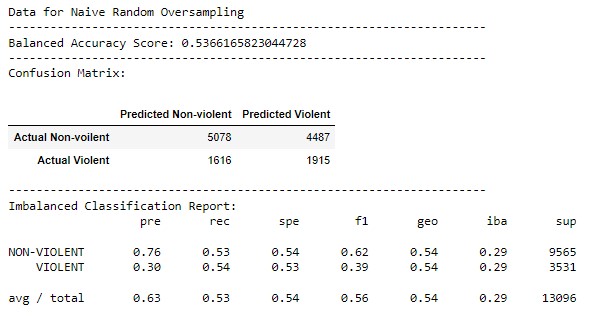 Data for Naive Random Oversampling
--------------------------------------------------------------------
Balanced Accuracy Score: 0.5366165823044728
--------------------------------------------------------------------
Confusion Matrix:
Predicted Non-violent Predicted Violent
Actual Non-voilent 5078 4487
Actual Violent 1616 1915
--------------------------------------------------------------------
Imbalanced Classification Report:
pre rec spe f1 geo iba sup
NON-VIOLENT 0.76 0.53 0.54 0.62 0.54 0.29 9565
VIOLENT 0.30 0.54 0.53 0.39 0.54 0.29 3531
avg / total 0.63 0.53 0.54 0.56 0.54 0.29 13096